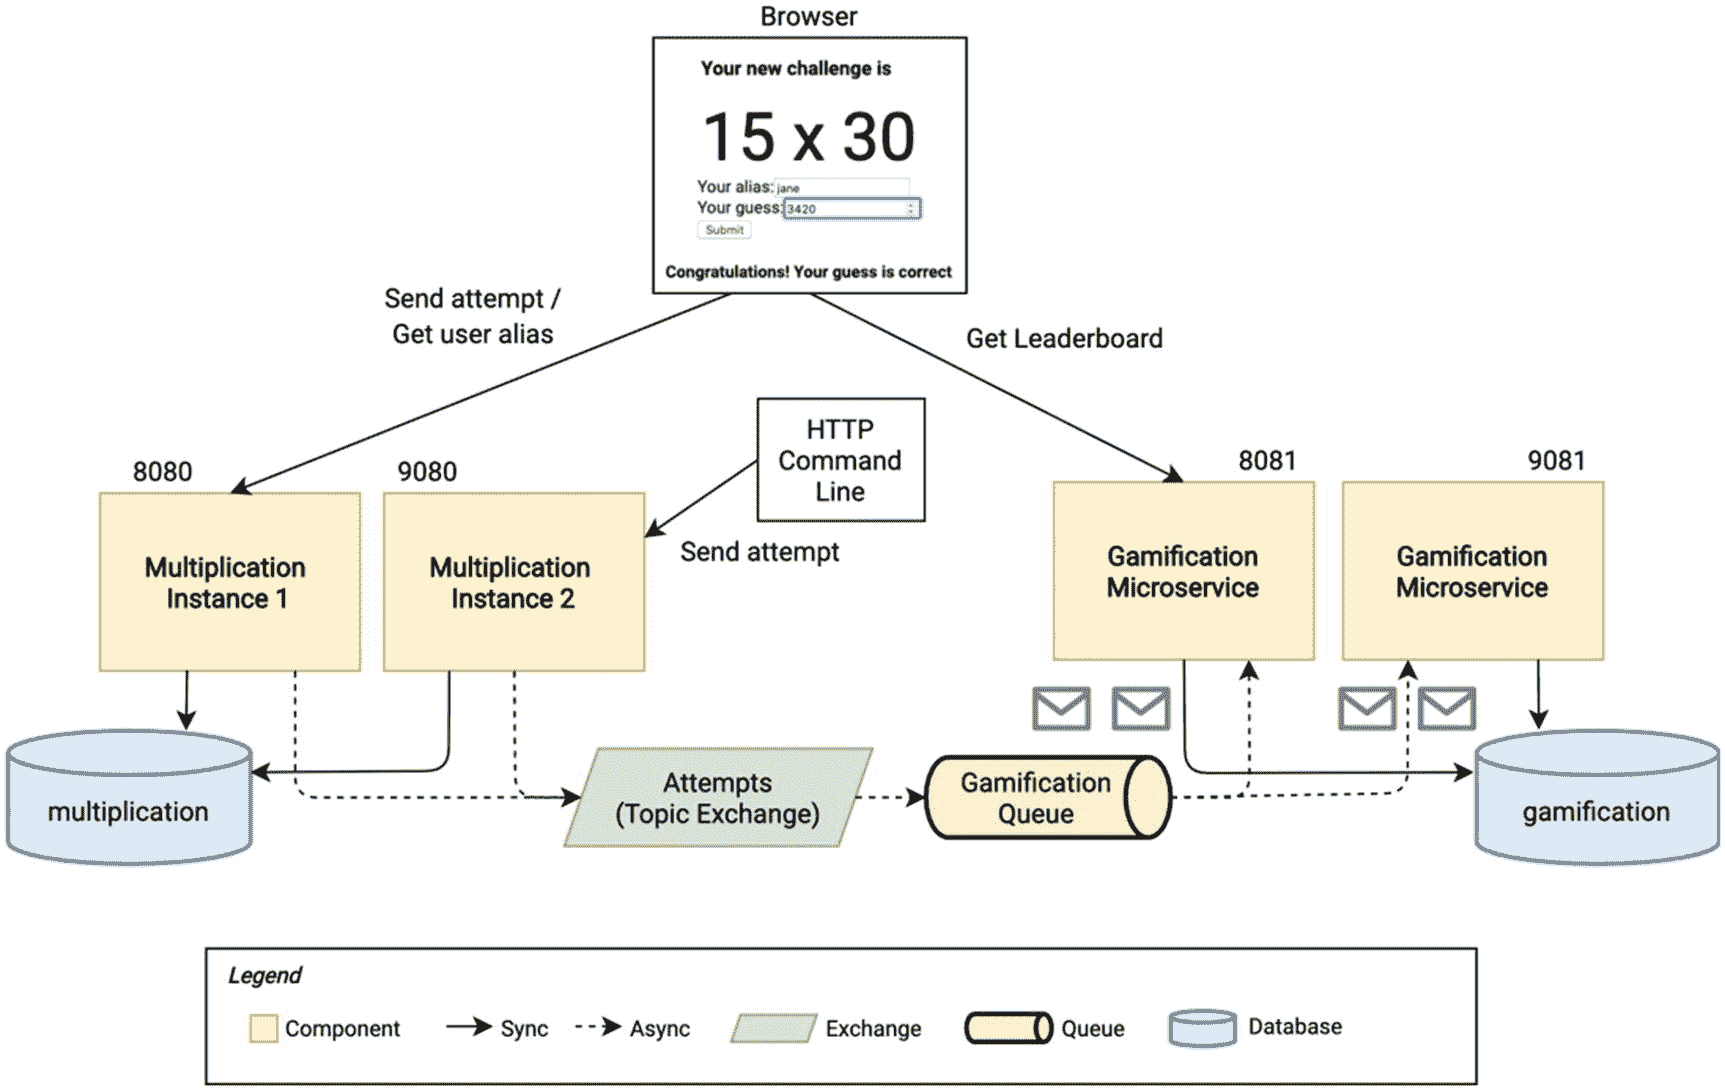 Browser
Your new challenge is
15 x 30
Your alias: jane
Your guess: 3420
Submit
Congratulations! Your guess is correct
Send attempt /
Get user alias
Get Leaderboard
HTTP
Command
Line
Send attempt
8080
9080
8081
9081
Multiplication
Instance 1
Multiplication
Instance 2
Gamification
Microservice
Gamification
Microservice
multiplication
Attempts
(Topic Exchange)
Gamification
Queue
gamification
Legend
Component
Sync
Async
Exchange
Queue
Database